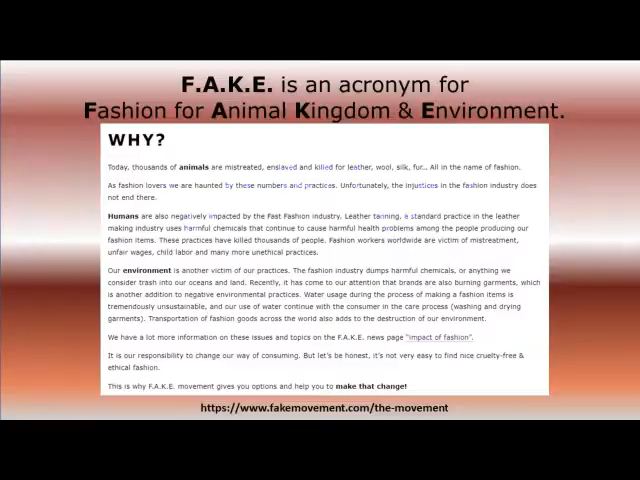 F.A.K.E. is an acronym for
Fashion for Animal Kingdom & Environment.
WHY?
Today, thousands of animals are mistreated, enslaved and killed for leather, wool, silk, fur.. All in the name of fashion.
As fashion lovers we are haunted by these numbers and practices. Unfortunately, the injustices in the fashion industry does
not end there.
Humans are also negatively impacted by the Fast Fashion industry. Leather tanning, a standard practice in the leather
making industry uses harmful chemicals that continue to cause harmful health problems among the people producing our
fashion items. These practices have killed thousands of people. Fashion workers worldwide are victim of mistreatment,
unfair wages, child labor and many more unethical practices.
Our environment is another victim of our practices. The fashion industry dumps harmful chemicals, or anything we
consider trash into our oceans and land. Recently, it has come to our attention that brands are also burning garments, which
is another addition to negative environmental practices. Water usage during the process of making a fashion items is
tremendously unsustainable, and our use of water continue with the consumer in the care process (washing and drying
garments). Transportation of fashion goods across the world also adds to the destruction of our environment.
We have a lot more information on these issues and topics on the F.A.K.E. news page "impact of fashion".
It is our responsibility to change our way of consuming. But let's be honest, it's not very easy to find nice cruelty-free &
ethical fashion.
This is why F.A.K.E. movement gives you options and help you to make that change!
https://www.fakemovement.com/the-movement